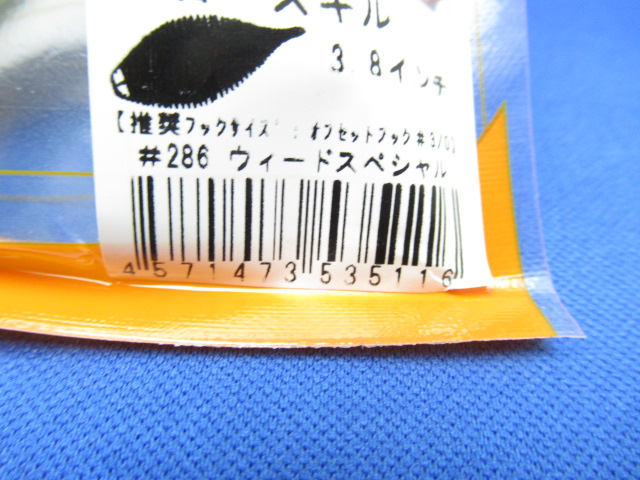 スキル
3.8インチ
【推奨フックサイズ：オフセットフック#3/0】
#286 ウィードスペシャル
4571473535116